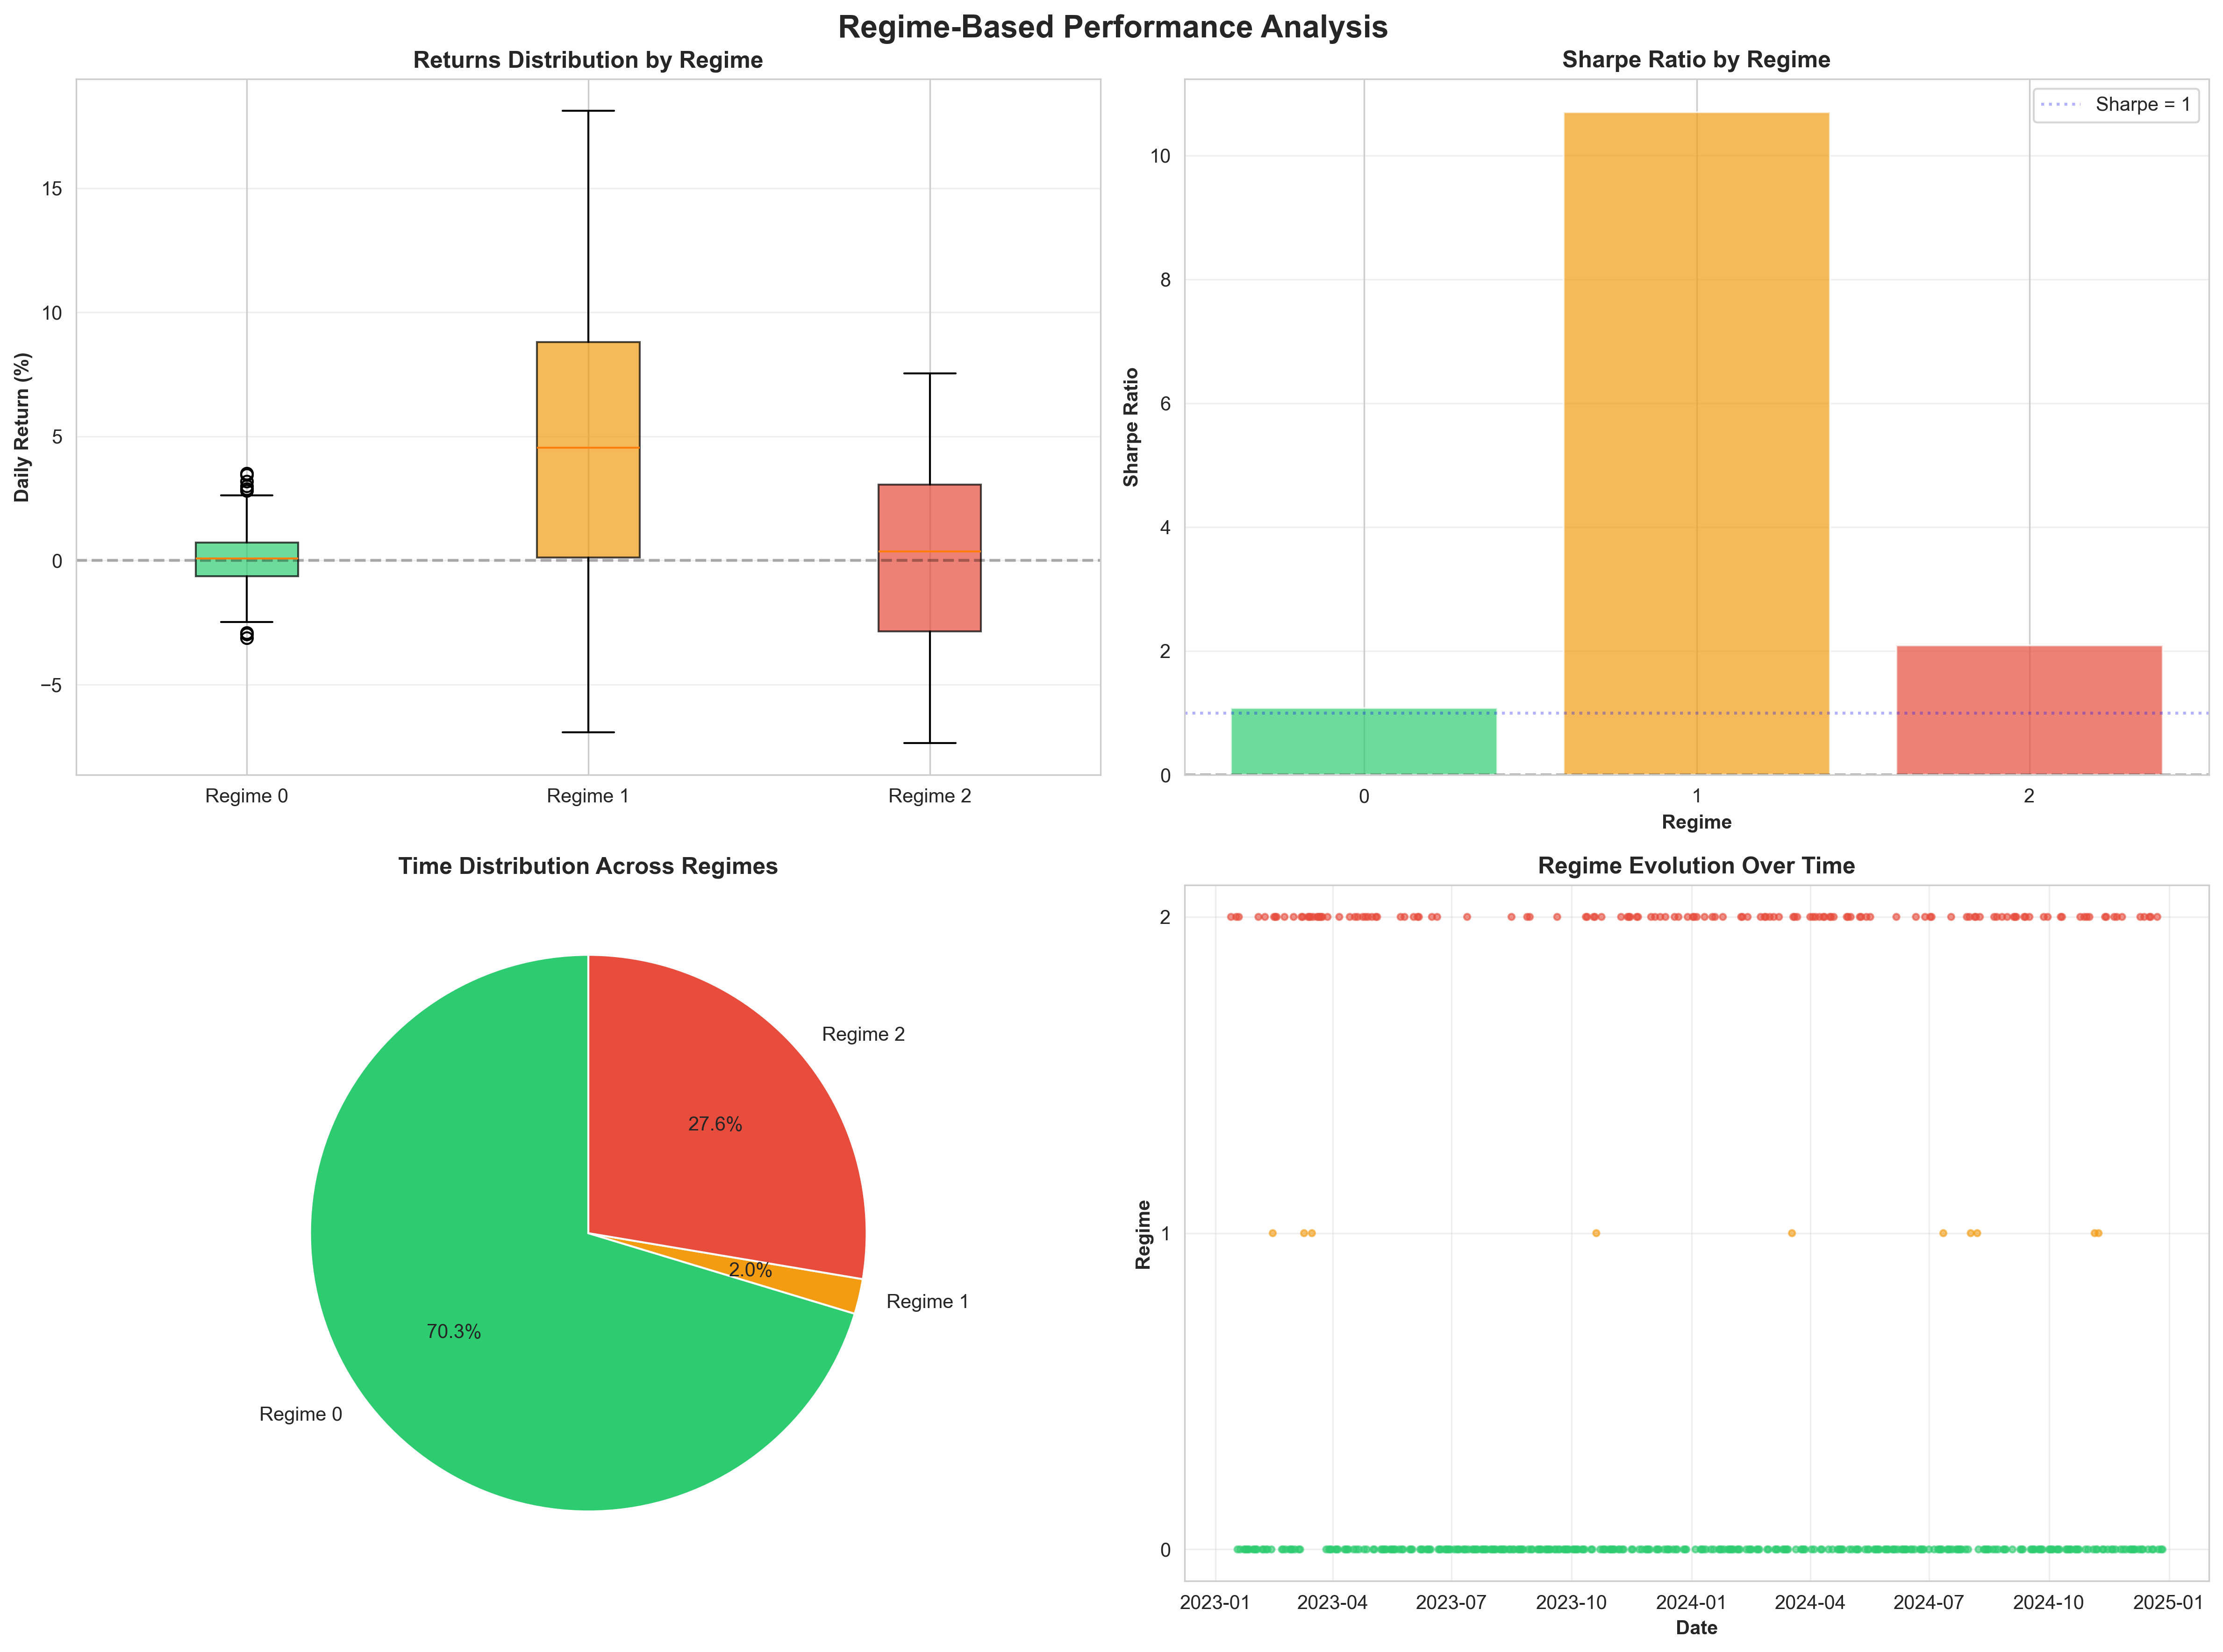 Regime-Based Performance Analysis
Returns Distribution by Regime
Daily Return (%)
15
10
5
0
−5
Regime 0
Regime 1
Regime 2
Sharpe Ratio by Regime
Sharpe = 1
Sharpe Ratio
10
8
6
4
2
0
0
1
2
Regime
Time Distribution Across Regimes
Regime 2
27.6%
2.0%
Regime 1
70.3%
Regime 0
Regime Evolution Over Time
Regime
2
1
0
2023-01
2023-04
2023-07
2023-10
2024-01
2024-04
2024-07
2024-10
2025-01
Date